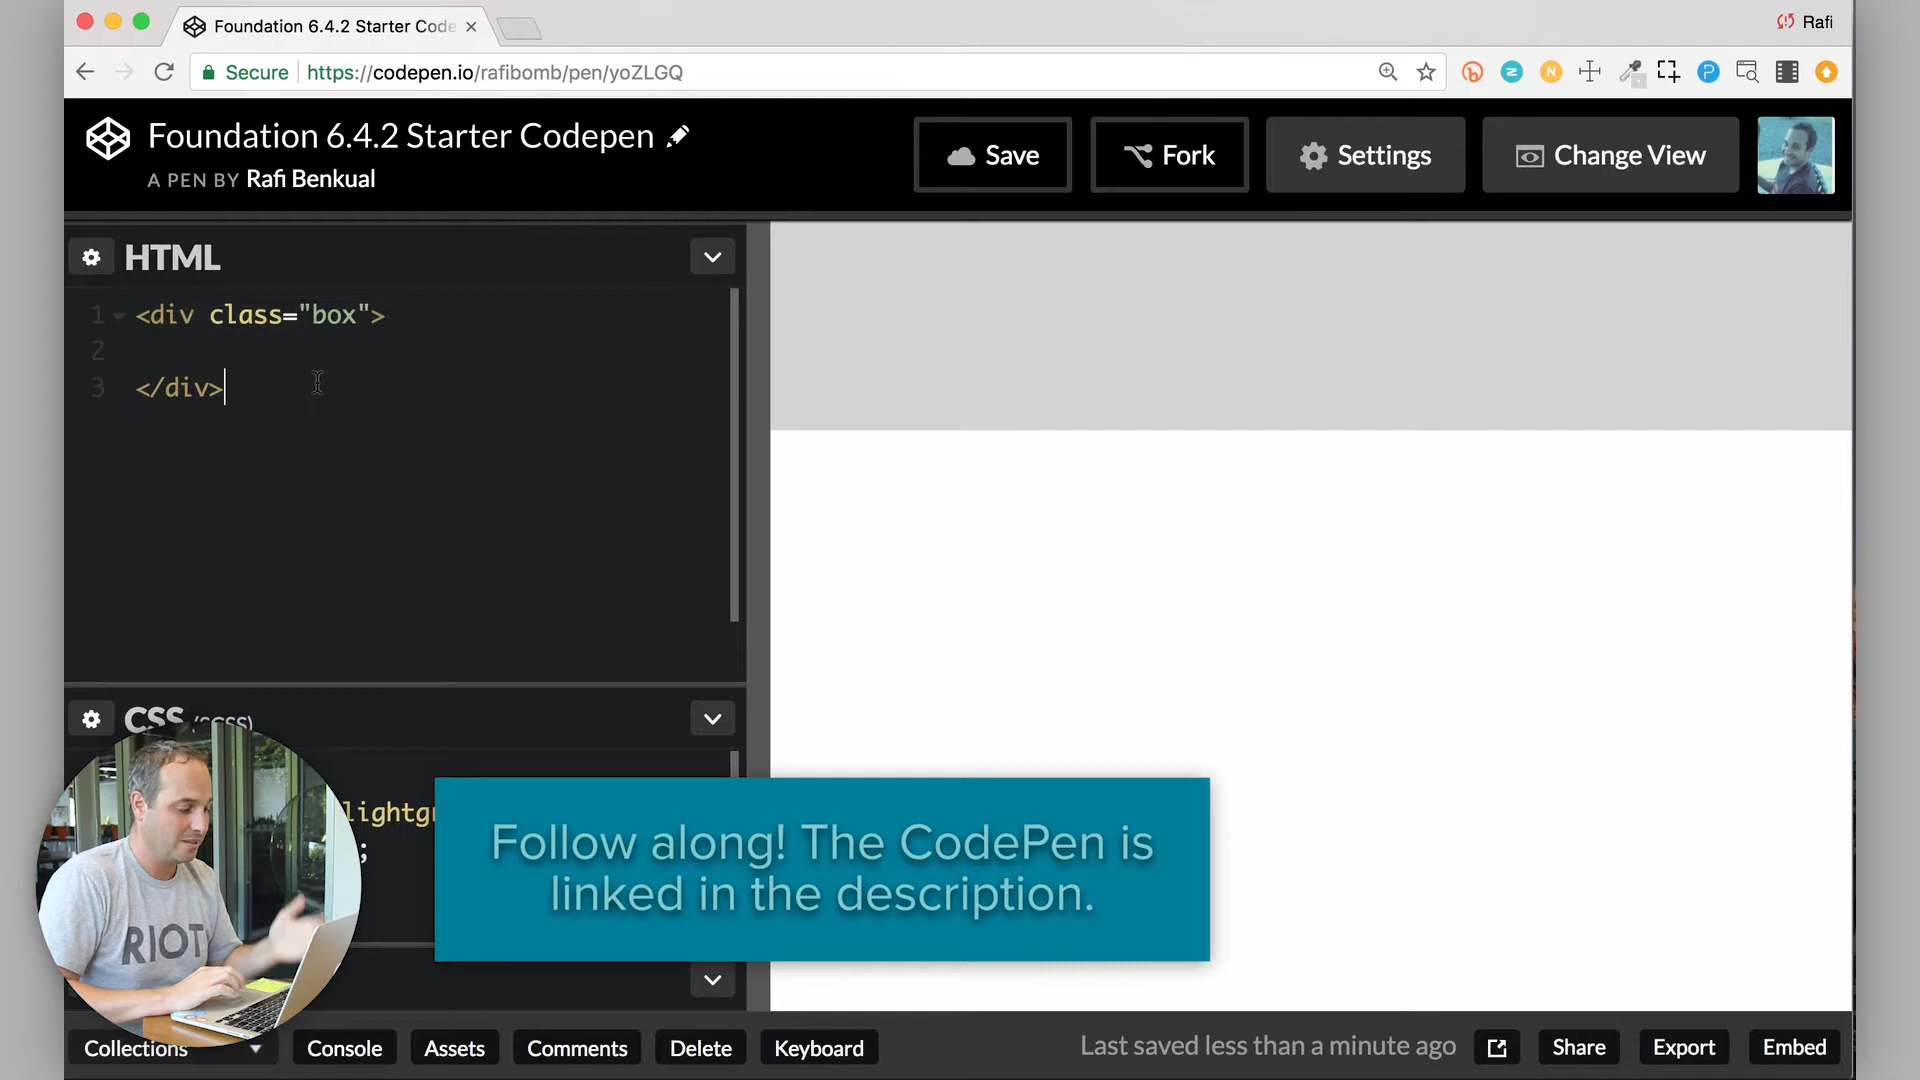 Foundation 6.4.2 Starter Code
Rafi
Secure
https://codepen.io/rafibomb/pen/yoZLGQ
Foundation 6.4.2 Starter Codepen
A PEN BY Rafi Benkual
Save
Fork
Settings
Change View
HTML
1 <div class="box">
2
3 </div>
CSS (SCSS)
lightgr
;
Follow along! The CodePen is
linked in the description.
RIOT
Collections
Console
Assets
Comments
Delete
Keyboard
Last saved less than a minute ago
Share
Export
Embed